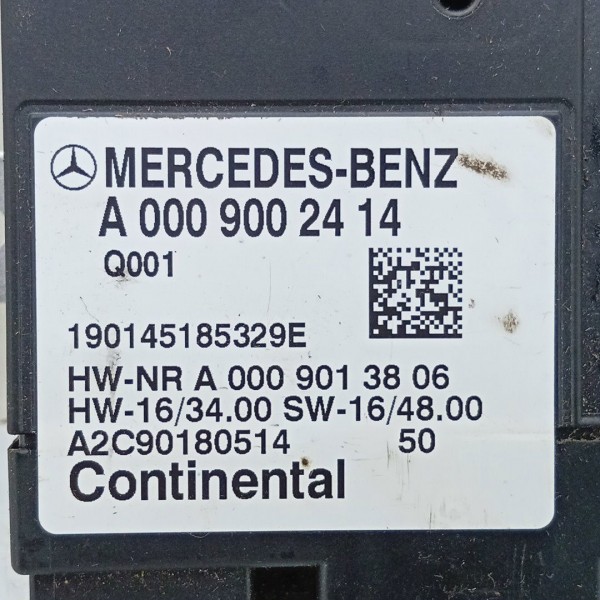 MERCEDES-BENZ
A 000 900 24 14
Q001
190145185329E
HW-NR A 000 901 38 06
HW-16/34.00 SW-16/48.00
A2C90180514 50
Continental